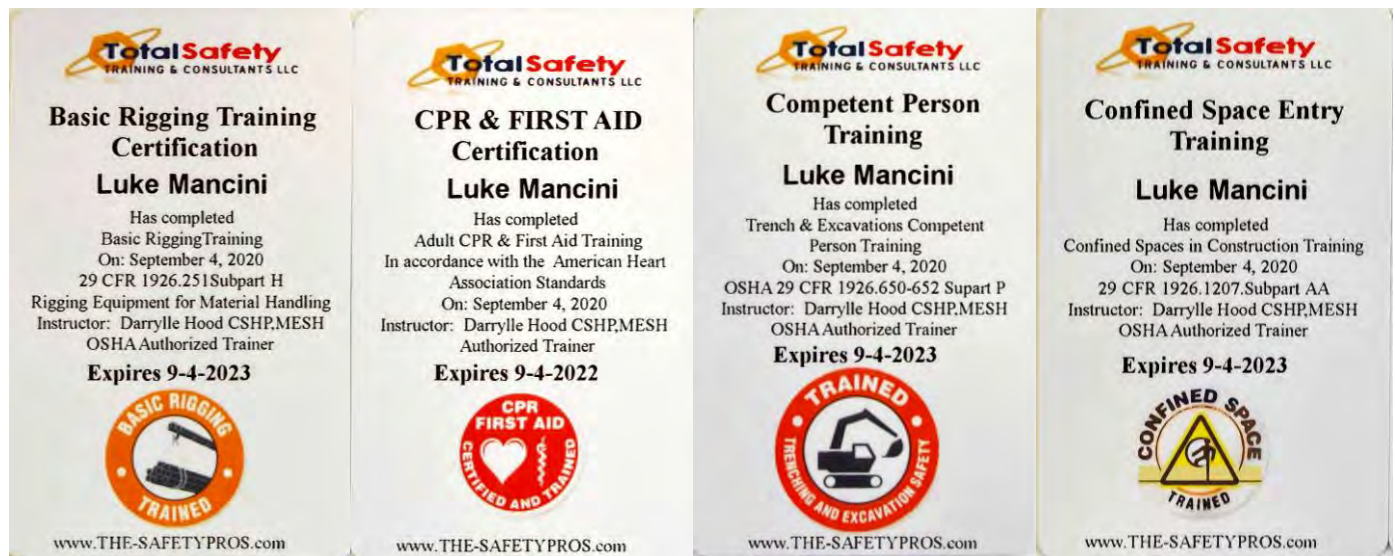 Total Safety
TRAINING & CONSULTANTS LLC
Basic Rigging Training
Certification
Luke Mancini
Has completed
Basic RiggingTraining
On: September 4, 2020
29 CFR 1926.251Subpart H
Rigging Equipment for Material Handling
Instructor: Darrylle Hood CSHP,MESH
OSHA Authorized Trainer
Expires 9-4-2023
BASIC RIGGING
TRAINED
www.THE-SAFETYPROS.com
Total Safety
TRAINING & CONSULTANTS LLC
CPR & FIRST AID
Certification
Luke Mancini
Has completed
Adult CPR & First Aid Training
In accordance with the American Heart
Association Standards
On: September 4, 2020
Instructor: Darrylle Hood CSHP,MESH
Authorized Trainer
Expires 9-4-2022
CPR
FIRST AID
CERTIFIED AND TRAINED
www.THE-SAFETYPROS.com
Total Safety
TRAINING & CONSULTANTS LLC
Competent Person
Training
Luke Mancini
Has completed
Trench & Excavations Competent
Person Training
On: September 4, 2020
OSHA 29 CFR 1926.650-652 Supart P
Instructor: Darrylle Hood CSHP,MESH
OSHA Authorized Trainer
Expires 9-4-2023
TRAINED
TRENCHING AND EXCAVATION SAFETY
www.THE-SAFETYPROS.com
Total Safety
TRAINING & CONSULTANTS LLC
Confined Space Entry
Training
Luke Mancini
Has completed
Confined Spaces in Construction Training
On: September 4, 2020
29 CFR 1926.1207.Subpart AA
Instructor: Darrylle Hood CSHP,MESH
OSHA Authorized Trainer
Expires 9-4-2023
CONFINED SPACE
TRAINED
www.THE-SAFETYPROS.com